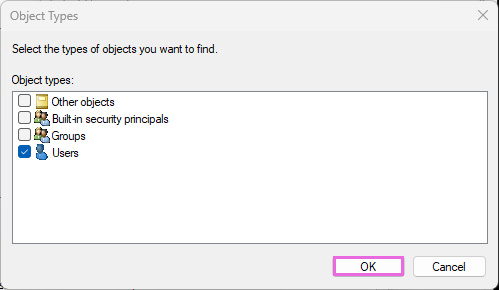 Object Types
Select the types of objects you want to find.
Object types:
Other objects
Built-in security principals
Groups
Users
OK
Cancel